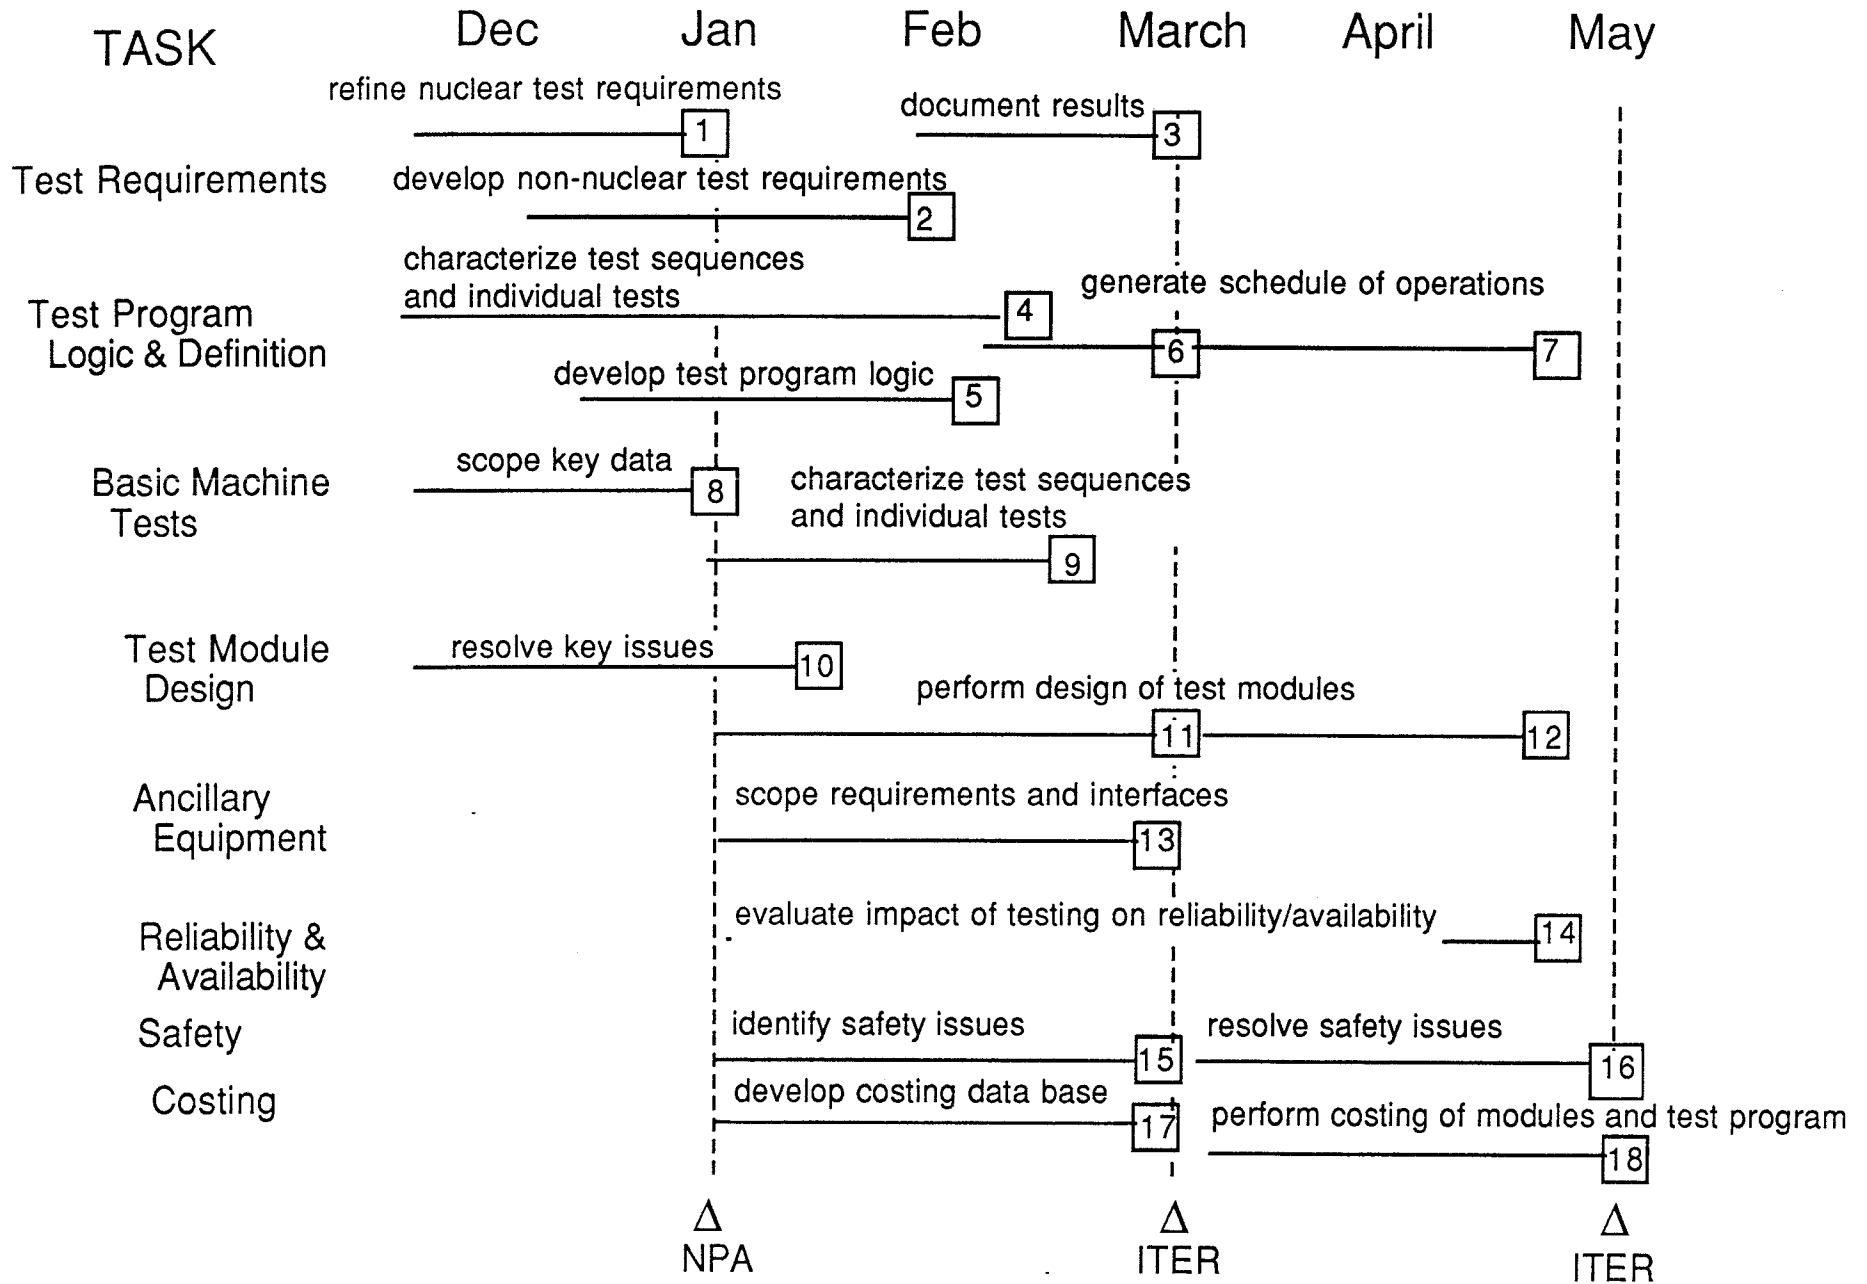 TASK
Dec
Jan
Feb
March
April
May
refine nuclear test requirements
document results
1
3
Test Requirements
develop non-nuclear test requirements
2
characterize test sequences
and individual tests
generate schedule of operations
4
Test Program
Logic & Definition
6
7
develop test program logic
5
Basic Machine
Tests
scope key data
8
characterize test sequences
and individual tests
9
Test Module
Design
resolve key issues
10
perform design of test modules
11
12
Ancillary
Equipment
scope requirements and interfaces
13
Reliability &
Availability
evaluate impact of testing on reliability/availability
14
Safety
identify safety issues
15
resolve safety issues
16
Costing
develop costing data base
17
perform costing of modules and test program
18
Δ
NPA
Δ
ITER
Δ
ITER